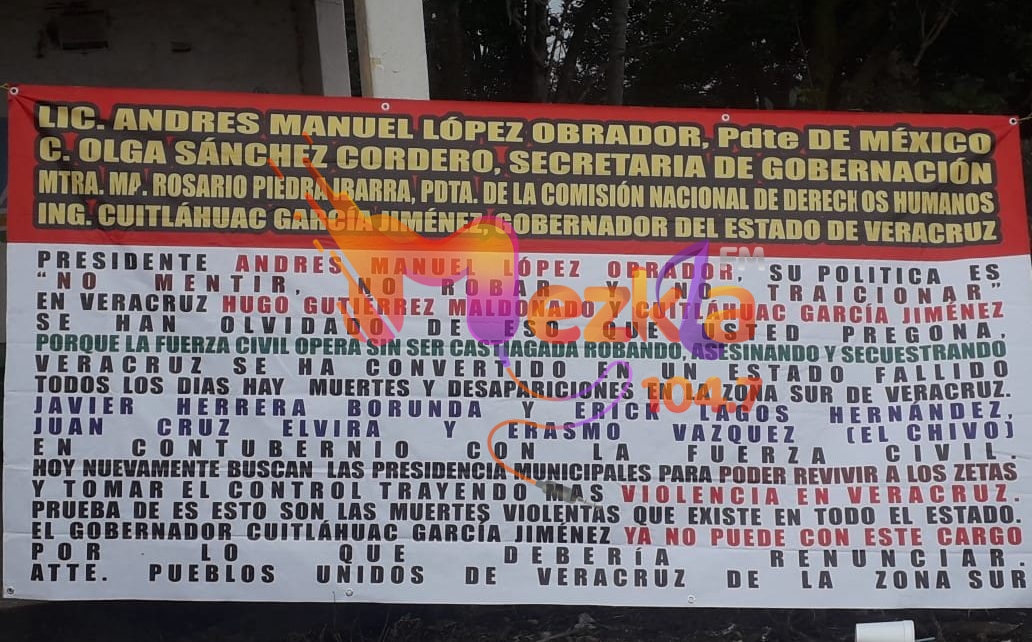 LIC. ANDRES MANUEL LÓPEZ OBRADOR, Pdte DE MÉXICO
C. OLGA SÁNCHEZ CORDERO, SECRETARIA DE GOBERNACIÓN
MTRA. MA. ROSARIO PIEDRA IBARRA, PDTA. DE LA COMISIÓN NACIONAL DE DERECHOS HUMANOS
ING. CUITLÁHUAC GARCÍA JIMÉNEZ, GOBERNADOR DEL ESTADO DE VERACRUZ
PRESIDENTE ANDRÉS MANUEL LÓPEZ OBRADOR, SU POLITICA ES
"NO MENTIR, NO ROBAR Y NO TRAICIONAR"
EN VERACRUZ HUGO GUTIÉRREZ MALDONADO Y CUITLAHUAC GARCÍA JIMÉNEZ
SE HAN OLVIDADO DE ESO QUE USTED PREGONA,
PORQUE LA FUERZA CIVIL OPERA SIN SER CASTIGADA ROBANDO, ASESINANDO Y SECUESTRANDO
VERACRUZ SE HA CONVERTIDO EN UN ESTADO FALLIDO
TODOS LOS DIAS HAY MUERTES Y DESAPARICIONES EN LA ZONA SUR DE VERACRUZ.
JAVIER HERRERA BORUNDA Y ERICK LAGOS HERNÁNDEZ,
JUAN CRUZ ELVIRA Y ERASMO VAZQUEZ (EL CHIVO)
EN CONTUBERNIO CON LA FUERZA CIVIL.
HOY NUEVAMENTE BUSCAN LAS PRESIDENCIA MUNICIPALES PARA PODER REVIVIR A LOS ZETAS
Y TOMAR EL CONTROL TRAYENDO MAS VIOLENCIA EN VERACRUZ.
PRUEBA DE ES ESTO SON LAS MUERTES VIOLENTAS QUE EXISTE EN TODO EL ESTADO.
EL GOBERNADOR CUITLÁHUAC GARCÍA JIMÉNEZ YA NO PUEDE CON ESTE CARGO
POR LO QUE DEBERÍA RENUNCIAR.
ATTE. PUEBLOS UNIDOS DE VERACRUZ DE LA ZONA SUR
Mezkla FM
104.7